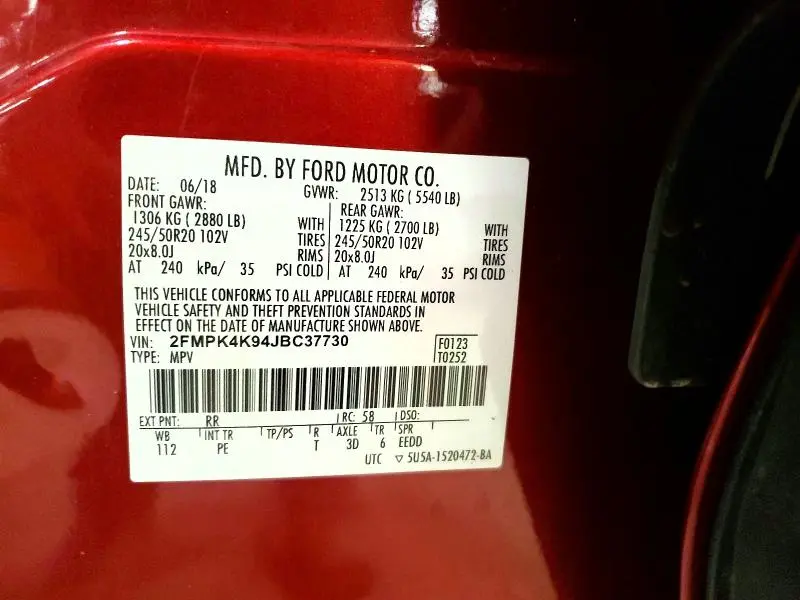 MFD. BY FORD MOTOR CO.
DATE: 06/18 GVWR: 2513 KG ( 5540 LB)
FRONT GAWR: REAR GAWR:
1306 KG ( 2880 LB) WITH 1225 KG ( 2700 LB) WITH
245/50R20 102V TIRES 245/50R20 102V TIRES
20x8.0J RIMS 20x8.0J RIMS
AT 240 kPa/ 35 PSI COLD AT 240 kPa/ 35 PSI COLD
THIS VEHICLE CONFORMS TO ALL APPLICABLE FEDERAL MOTOR
VEHICLE SAFETY AND THEFT PREVENTION STANDARDS IN
EFFECT ON THE DATE OF MANUFACTURE SHOWN ABOVE.
VIN: 2FMPK4K94JBC37730 F0123
TYPE: MPV T0252
EXT PNT: RR RC: 58 DSO:
WB INT TR TP/PS R AXLE TR SPR
112 PE T 3D 6 EEDD
UTC ▽ 5U5A-1520472-BA